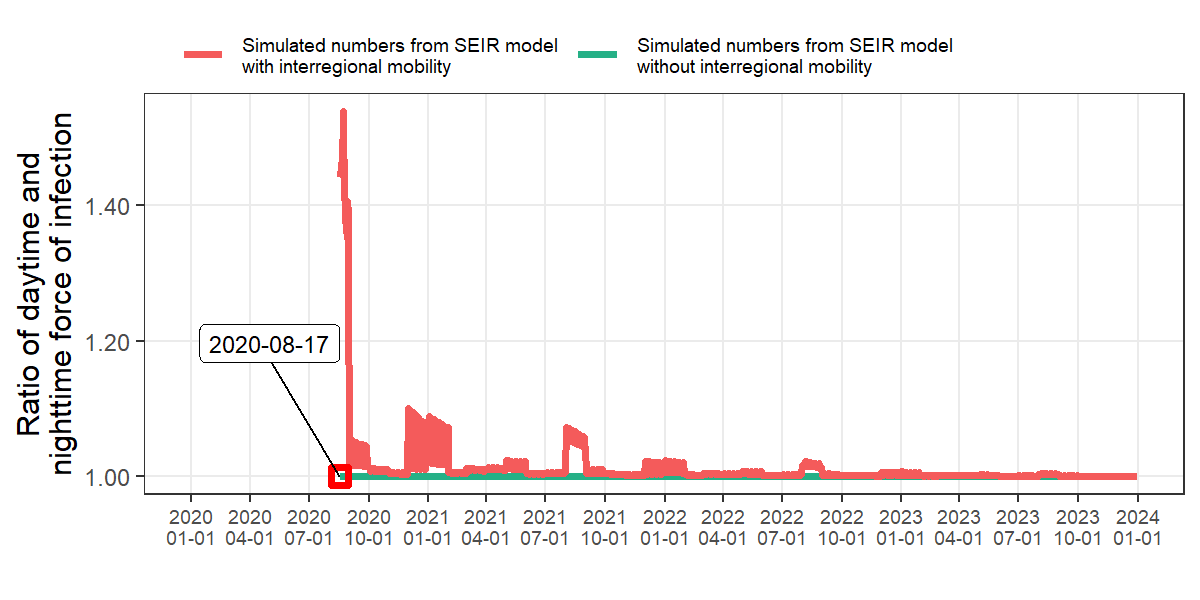 Simulated numbers from SEIR model
with interregional mobility
Simulated numbers from SEIR model
without interregional mobility
Ratio of daytime and
nighttime force of infection
1.40
1.20
1.00
2020-08-17
2020 2020 2020 2020 2021 2021 2021 2021 2022 2022 2022 2022 2023 2023 2023 2023 2024
01-01 04-01 07-01 10-01 01-01 04-01 07-01 10-01 01-01 04-01 07-01 10-01 01-01 04-01 07-01 10-01 01-01